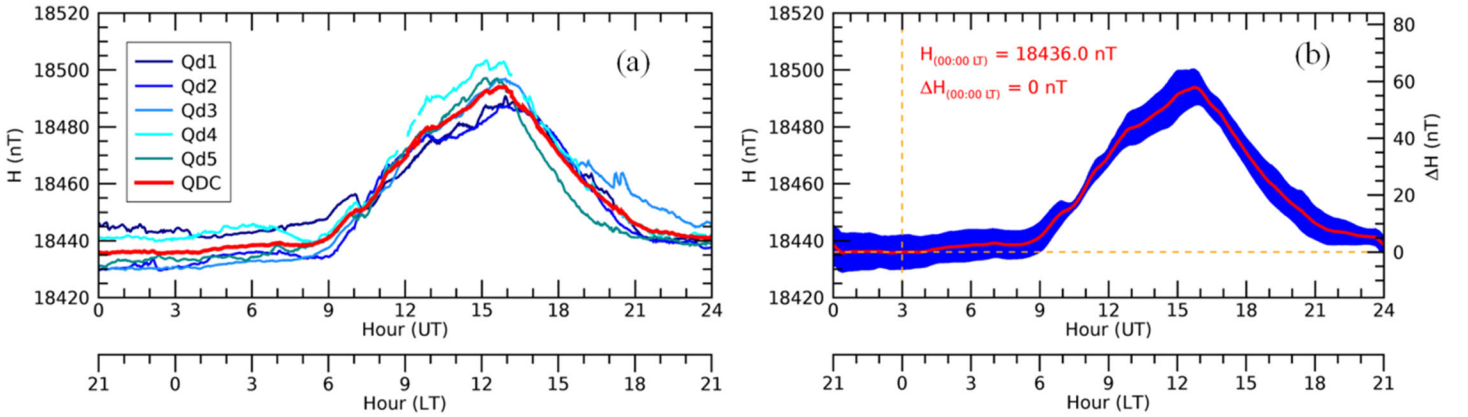 (a)
Qd1
Qd2
Qd3
Qd4
Qd5
QDC
H (nT)
18520
18500
18480
18460
18440
18420
0 3 6 9 12 15 18 21 24
Hour (UT)
21 0 3 6 9 12 15 18 21
Hour (LT)
(b)
H(00:00 LT) = 18436.0 nT
ΔH(00:00 LT) = 0 nT
H (nT)
18520
18500
18480
18460
18440
18420
80
60
40
20
0
ΔH (nT)
0 3 6 9 12 15 18 21 24
Hour (UT)
21 0 3 6 9 12 15 18 21
Hour (LT)